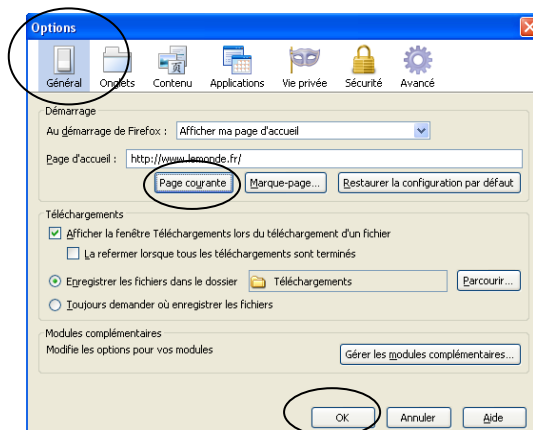 Options
Général Onglets Contenu Applications Vie privée Sécurité Avancé
Démarrage
Au démarrage de Firefox : Afficher ma page d'accueil
Page d'accueil : http://www.lemonde.fr/
Page courante Marque-page... Restaurer la configuration par défaut
Téléchargements
Afficher la fenêtre Téléchargements lors du téléchargement d'un fichier
La refermer lorsque tous les téléchargements sont terminés
Enregistrer les fichiers dans le dossier Téléchargements Parcourir...
Toujours demander où enregistrer les fichiers
Modules complémentaires
Modifie les options pour vos modules Gérer les modules complémentaires...
OK Annuler Aide